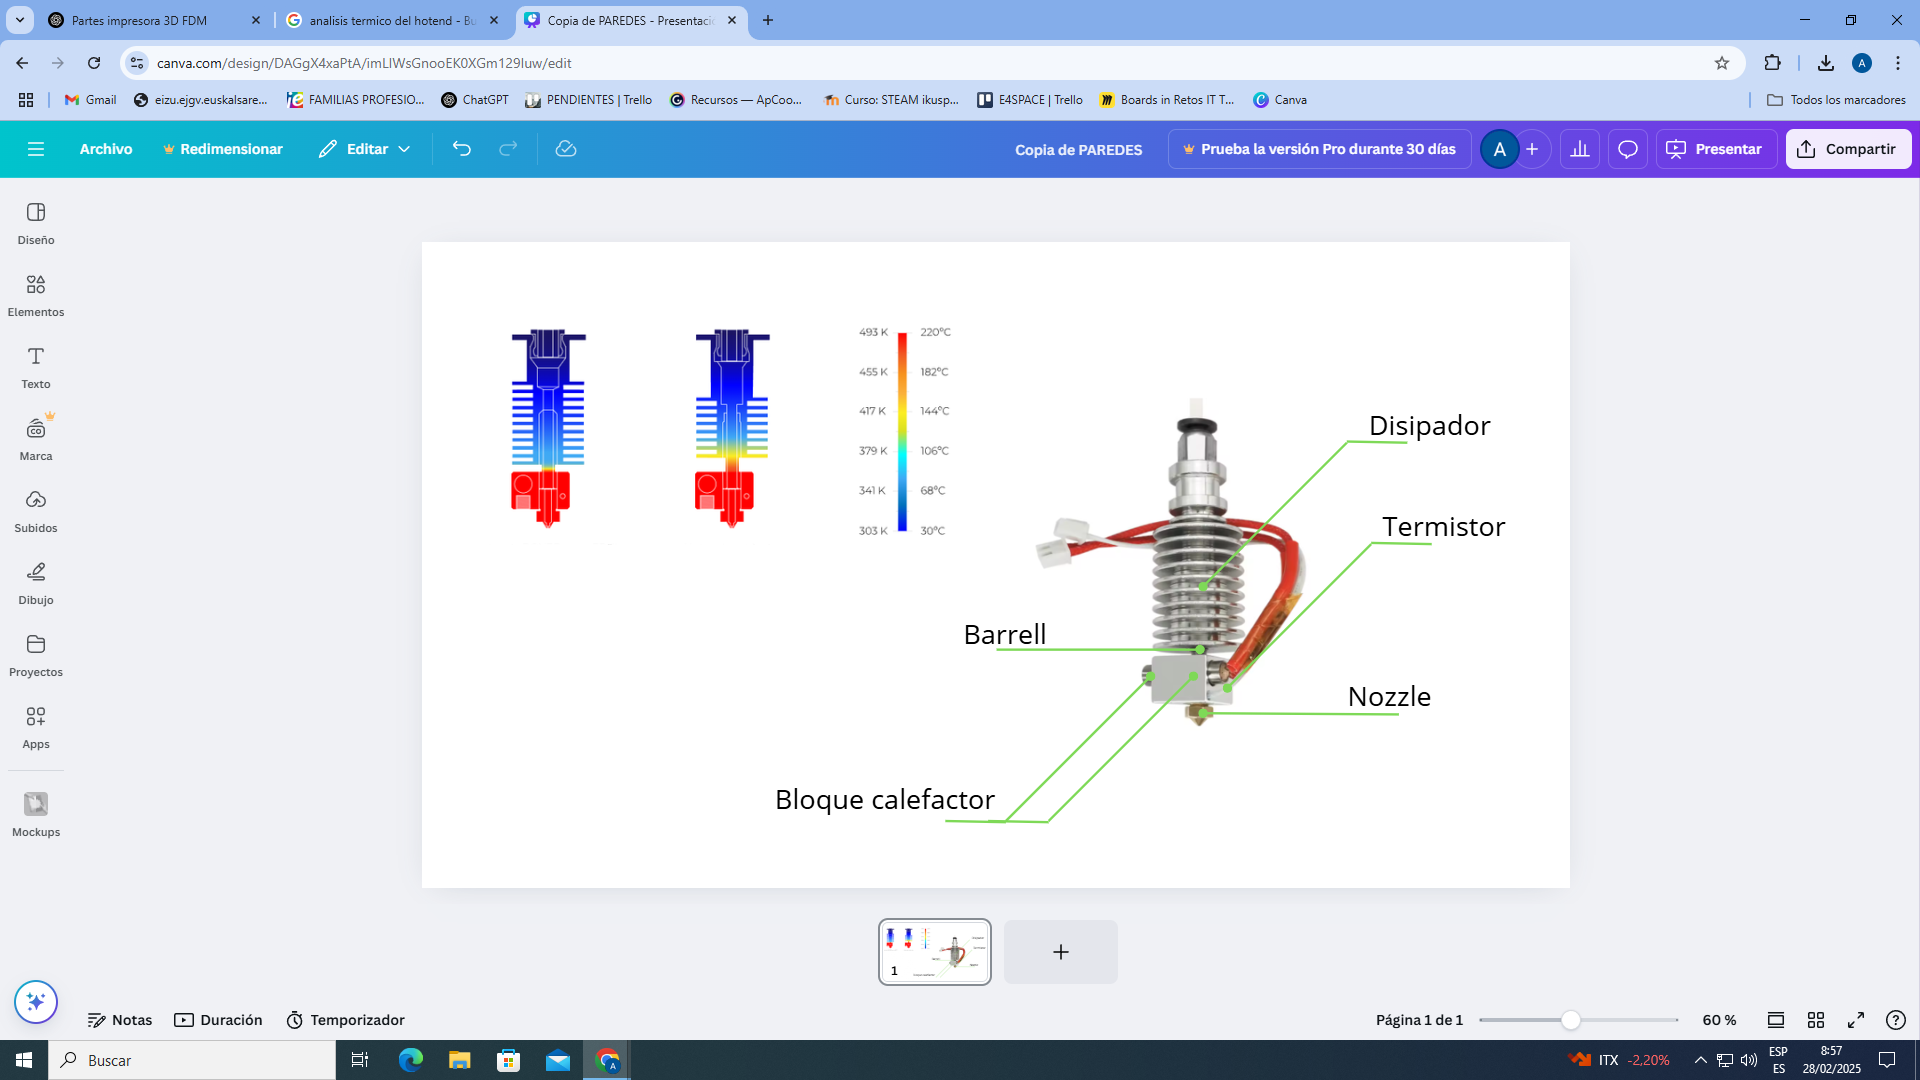 Partes impresora 3D FDM
analisis termico del hotend - Bu
Copia de PAREDES - Presentació
canva.com/design/DAGgX4xaPtA/imLIWsGnooEK0XGm129Iuw/edit
Gmail
eizu.ejgv.euskalsare...
FAMILIAS PROFESIO...
ChatGPT
PENDIENTES | Trello
Recursos — ApCoo...
Curso: STEAM ikusp...
E4SPACE | Trello
Boards in Retos IT T...
Canva
Todos los marcadores
Archivo
Redimensionar
Editar
Copia de PAREDES
Prueba la versión Pro durante 30 días
A
Presentar
Compartir
Diseño
Elementos
Texto
Marca
Subidos
Dibujo
Proyectos
Apps
Mockups
493 K 220°C
455 K 182°C
417 K 144°C
379 K 106°C
341 K 68°C
303 K 30°C
Disipador
Termistor
Barrell
Nozzle
Bloque calefactor
1
Notas
Duración
Temporizador
Página 1 de 1
60 %
Buscar
ITX -2,20%
ESP
ES
8:57
28/02/2025